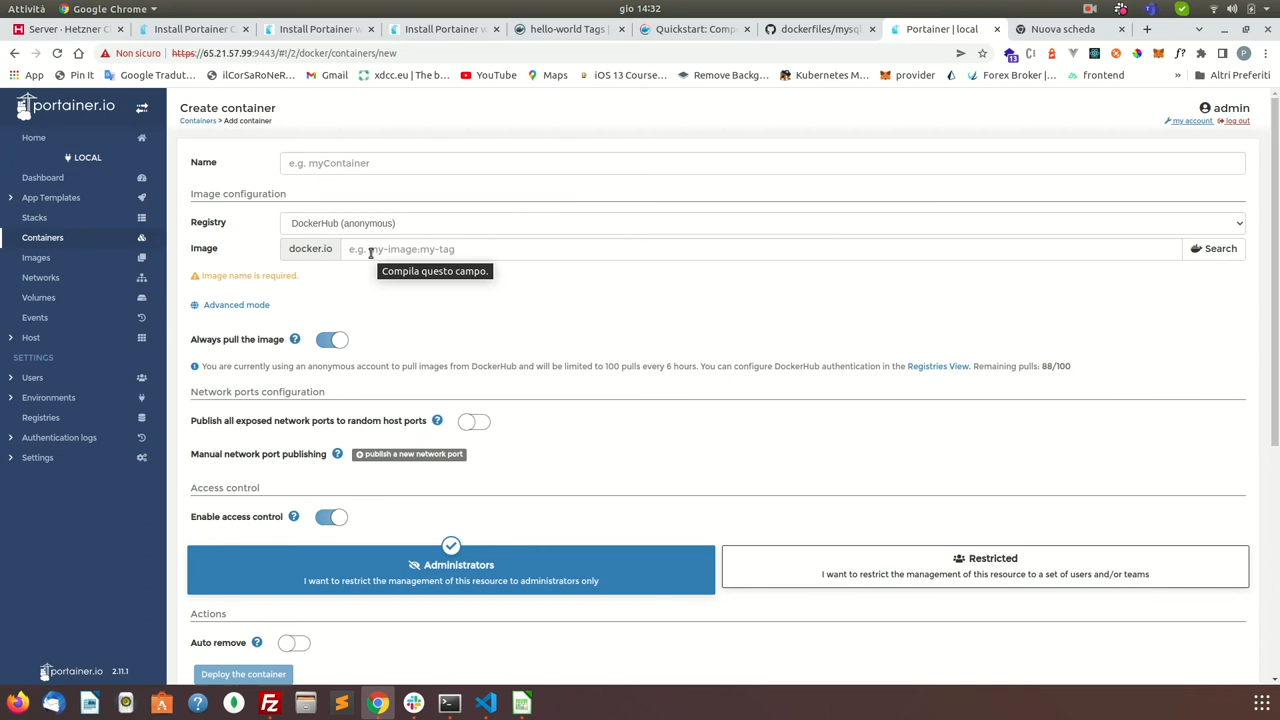 Attività Google Chrome gio 14:32
Server · Hetzner Cl Install Portainer C Install Portainer w Install Portainer w hello-world Tags | Quickstart: Compo dockerfiles/mysql Portainer | local Nuova scheda
Non sicuro https://65.21.57.99:9443/#!/2/docker/containers/new
App Pin It Google Tradut... ilCorSaRoNeR... Gmail xdcc.eu | The b... YouTube Maps iOS 13 Course... Remove Backg... Kubernetes M... provider Forex Broker |... frontend » Altri Preferiti
portainer.io
Create container
admin
Containers > Add container
my account log out
Home
LOCAL
Dashboard
App Templates
Stacks
Containers
Images
Networks
Volumes
Events
Host
SETTINGS
Users
Environments
Registries
Authentication logs
Settings
portainer.io 2.11.1
Name e.g. myContainer
Image configuration
Registry DockerHub (anonymous)
Image docker.io e.g. my-image:my-tag Search
Compila questo campo.
Image name is required.
Advanced mode
Always pull the image
You are currently using an anonymous account to pull images from DockerHub and will be limited to 100 pulls every 6 hours. You can configure DockerHub authentication in the Registries View. Remaining pulls: 88/100
Network ports configuration
Publish all exposed network ports to random host ports
Manual network port publishing publish a new network port
Access control
Enable access control
Administrators
I want to restrict the management of this resource to administrators only
Restricted
I want to restrict the management of this resource to a set of users and/or teams
Actions
Auto remove
Deploy the container